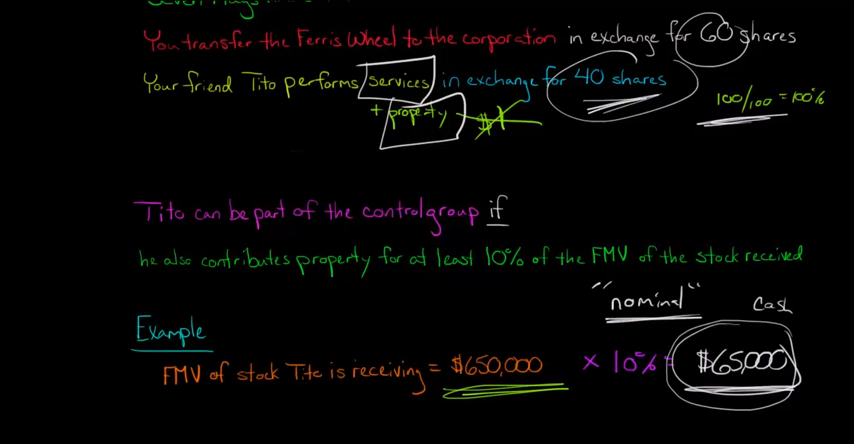 You transfer the Ferris Wheel to the corporation in exchange for 60 shares
Your friend Tito performs services in exchange for 40 shares
100/100 = 100%
+ property $1
Tito can be part of the control group if
he also contributes property for at least 10% of the FMV of the stock received
"nominal" Cash
Example
FMV of stock Tito is receiving = $650,000 × 10% = $65,000